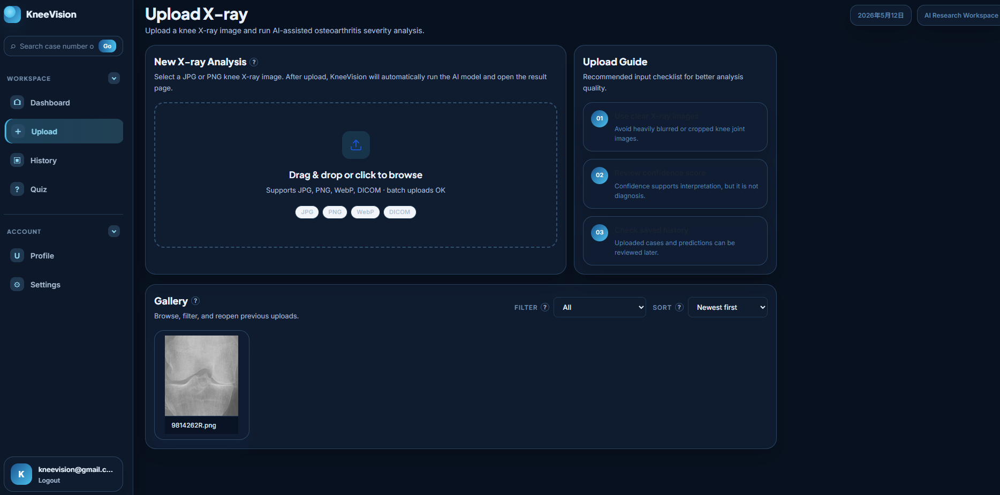 KneeVision
Search case number o
Go
WORKSPACE
Dashboard
Upload
History
Quiz
ACCOUNT
U
Profile
Settings
K
kneevision@gmail.c...
Logout
Upload X-ray
Upload a knee X-ray image and run AI-assisted osteoarthritis severity analysis.
2026年5月12日
AI Research Workspace
New X-ray Analysis ?
Select a JPG or PNG knee X-ray image. After upload, KneeVision will automatically run the AI model and open the result
page.
Drag & drop or click to browse
Supports JPG, PNG, WebP, DICOM · batch uploads OK
JPG PNG WebP DICOM
Upload Guide
Recommended input checklist for better analysis
quality.
01
Use clear X-ray images
Avoid heavily blurred or cropped knee joint
images.
02
Review confidence score
Confidence supports interpretation, but it is not
diagnosis.
03
Check saved history
Uploaded cases and predictions can be
reviewed later.
Gallery ?
Browse, filter, and reopen previous uploads.
FILTER ? All
SORT ? Newest first
9814262R.png